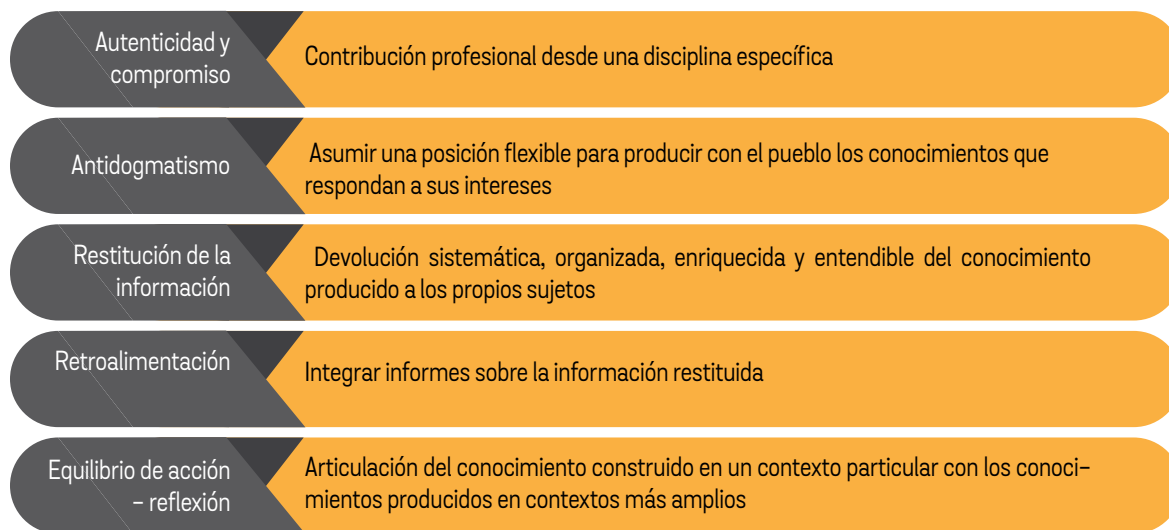 Autenticidad y
compromiso
Contribución profesional desde una disciplina específica
Antidogmatismo
Asumir una posición flexible para producir con el pueblo los conocimientos que
respondan a sus intereses
Restitución de la
información
Devolución sistemática, organizada, enriquecida y entendible del conocimiento
producido a los propios sujetos
Retroalimentación
Integrar informes sobre la información restituida
Equilibrio de acción
– reflexión
Articulación del conocimiento construido en un contexto particular con los conoci–
mientos producidos en contextos más amplios